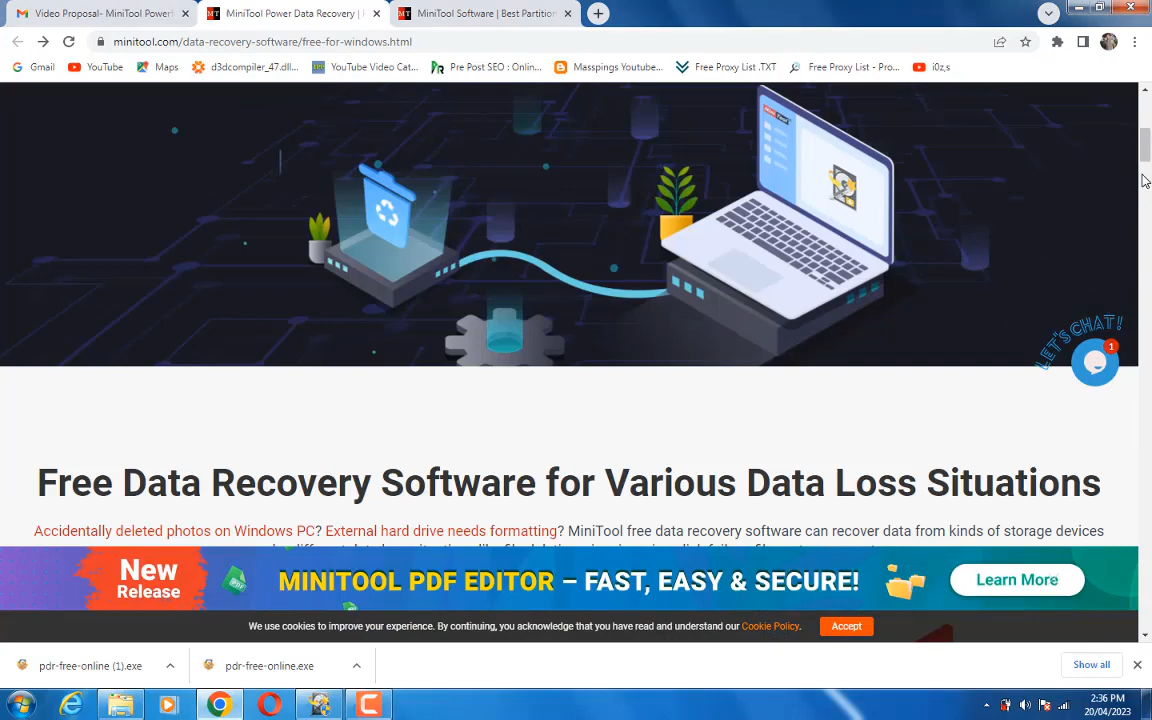 Video Proposal- MiniTool Power
MiniTool Power Data Recovery |
MiniTool Software | Best Partition
minitool.com/data-recovery-software/free-for-windows.html
Gmail
YouTube
Maps
d3dcompiler_47.dll...
YouTube Video Cat...
Pre Post SEO : Onlin...
Masspings Youtube...
Free Proxy List .TXT
Free Proxy List - Pro...
i0z,s
LET'S CHAT!
1
Free Data Recovery Software for Various Data Loss Situations
Accidentally deleted photos on Windows PC? External hard drive needs formatting? MiniTool free data recovery software can recover data from kinds of storage devices
New
Release
MINITOOL PDF EDITOR – FAST, EASY & SECURE!
Learn More
We use cookies to improve your experience. By continuing, you acknowledge that you have read and understand our Cookie Policy.
Accept
pdr-free-online (1).exe
pdr-free-online.exe
Show all
2:36 PM
20/04/2023